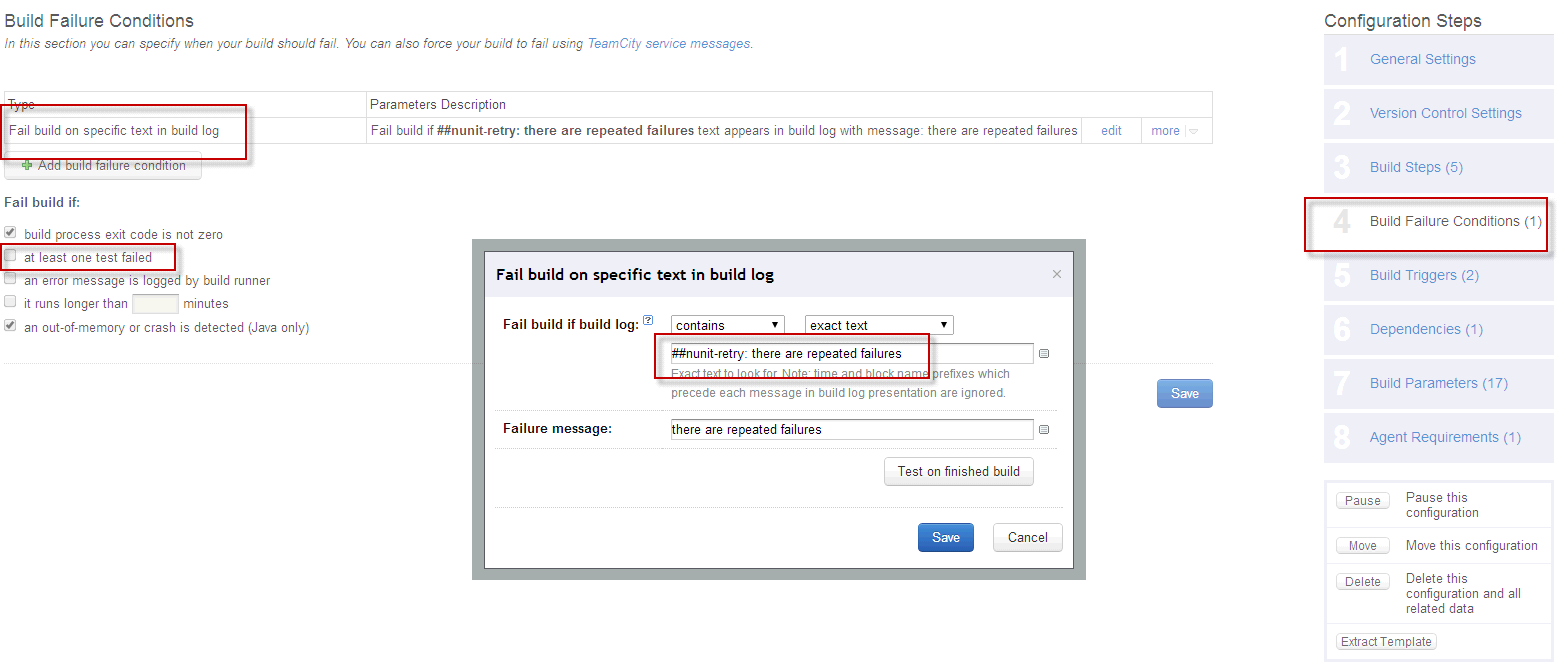 Build Failure Conditions
In this section you can specify when your build should fail. You can also force your build to fail using TeamCity service messages.
Type Parameters Description
Fail build on specific text in build log Fail build if ##nunit-retry: there are repeated failures text appears in build log with message: there are repeated failures edit more
Add build failure condition
Fail build if:
build process exit code is not zero
at least one test failed
an error message is logged by build runner
it runs longer than minutes
an out-of-memory or crash is detected (Java only)
Save
Fail build on specific text in build log
Fail build if build log: ? contains exact text
##nunit-retry: there are repeated failures
Exact text to look for. Note: time and block name prefixes which
precede each message in build log presentation are ignored.
Failure message: there are repeated failures
Test on finished build
Save Cancel
Configuration Steps
1 General Settings
2 Version Control Settings
3 Build Steps (5)
4 Build Failure Conditions (1)
5 Build Triggers (2)
6 Dependencies (1)
7 Build Parameters (17)
8 Agent Requirements (1)
Pause Pause this
configuration
Move Move this configuration
Delete Delete this
configuration and all
related data
Extract Template